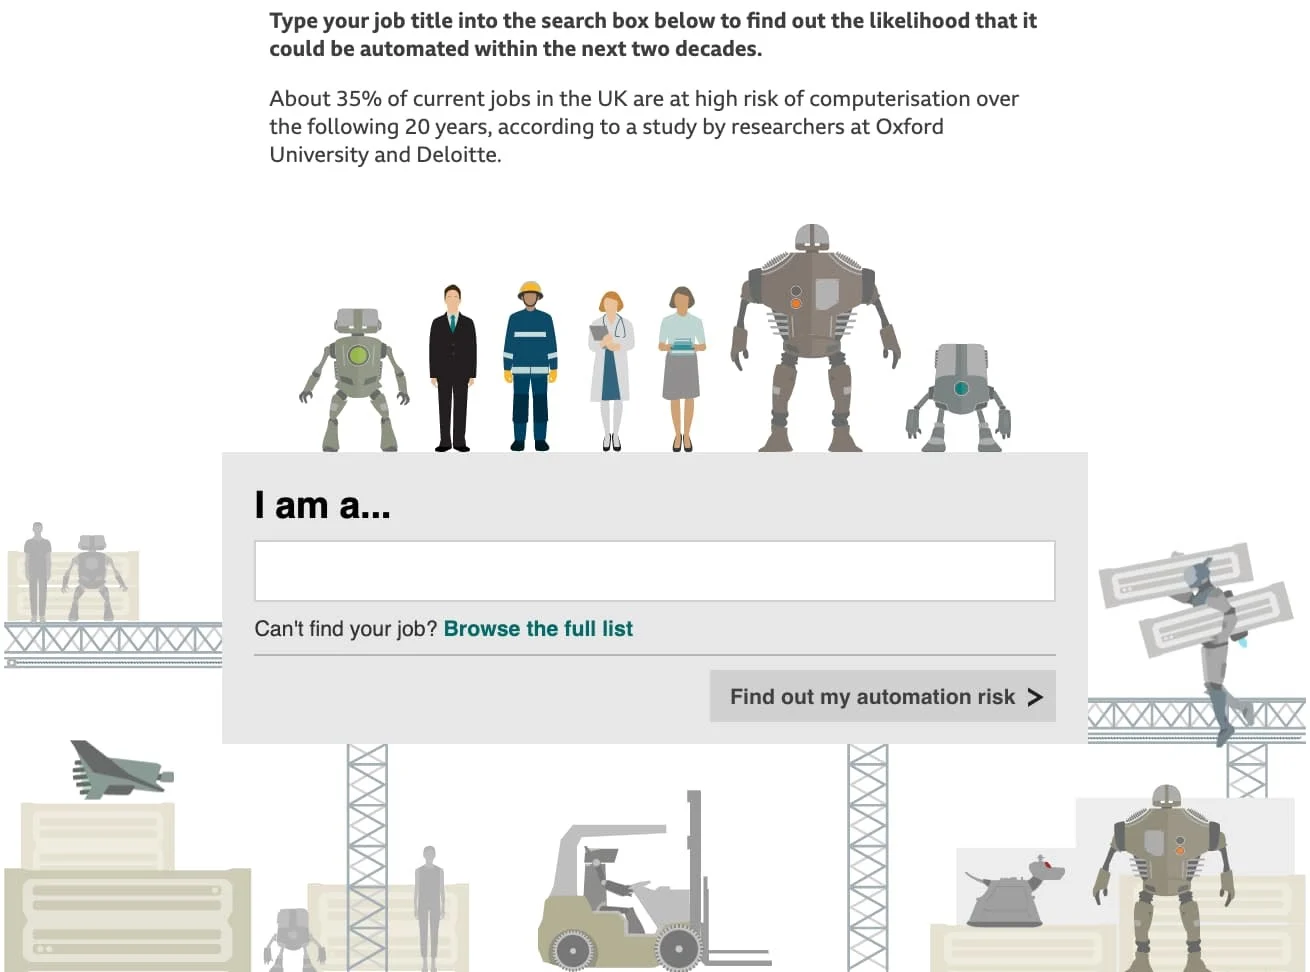 Type your job title into the search box below to find out the likelihood that it
could be automated within the next two decades.
About 35% of current jobs in the UK are at high risk of computerisation over
the following 20 years, according to a study by researchers at Oxford
University and Deloitte.
I am a...
Can't find your job? Browse the full list
Find out my automation risk >